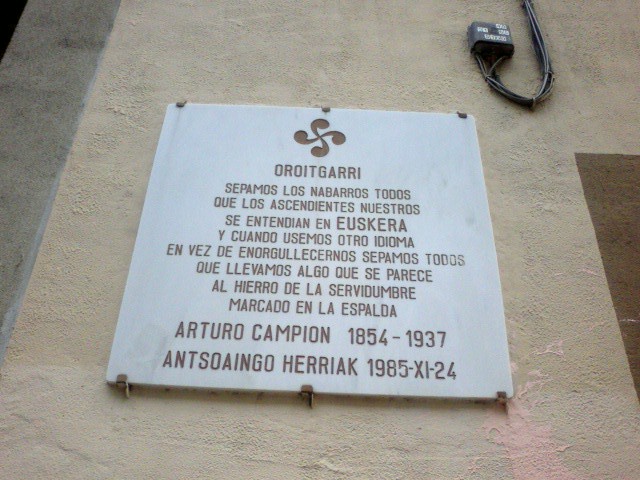 OROITGARRI
SEPAMOS LOS NABARROS TODOS
QUE LOS ASCENDIENTES NUESTROS
SE ENTENDIAN EN EUSKERA
Y CUANDO USEMOS OTRO IDIOMA
EN VEZ DE ENORGULLECERNOS SEPAMOS TODOS
QUE LLEVAMOS ALGO QUE SE PARECE
AL HIERRO DE LA SERVIDUMBRE
MARCADO EN LA ESPALDA
ARTURO CAMPION 1854-1937
ANTSOAINGO HERRIAK 1985-XI-24